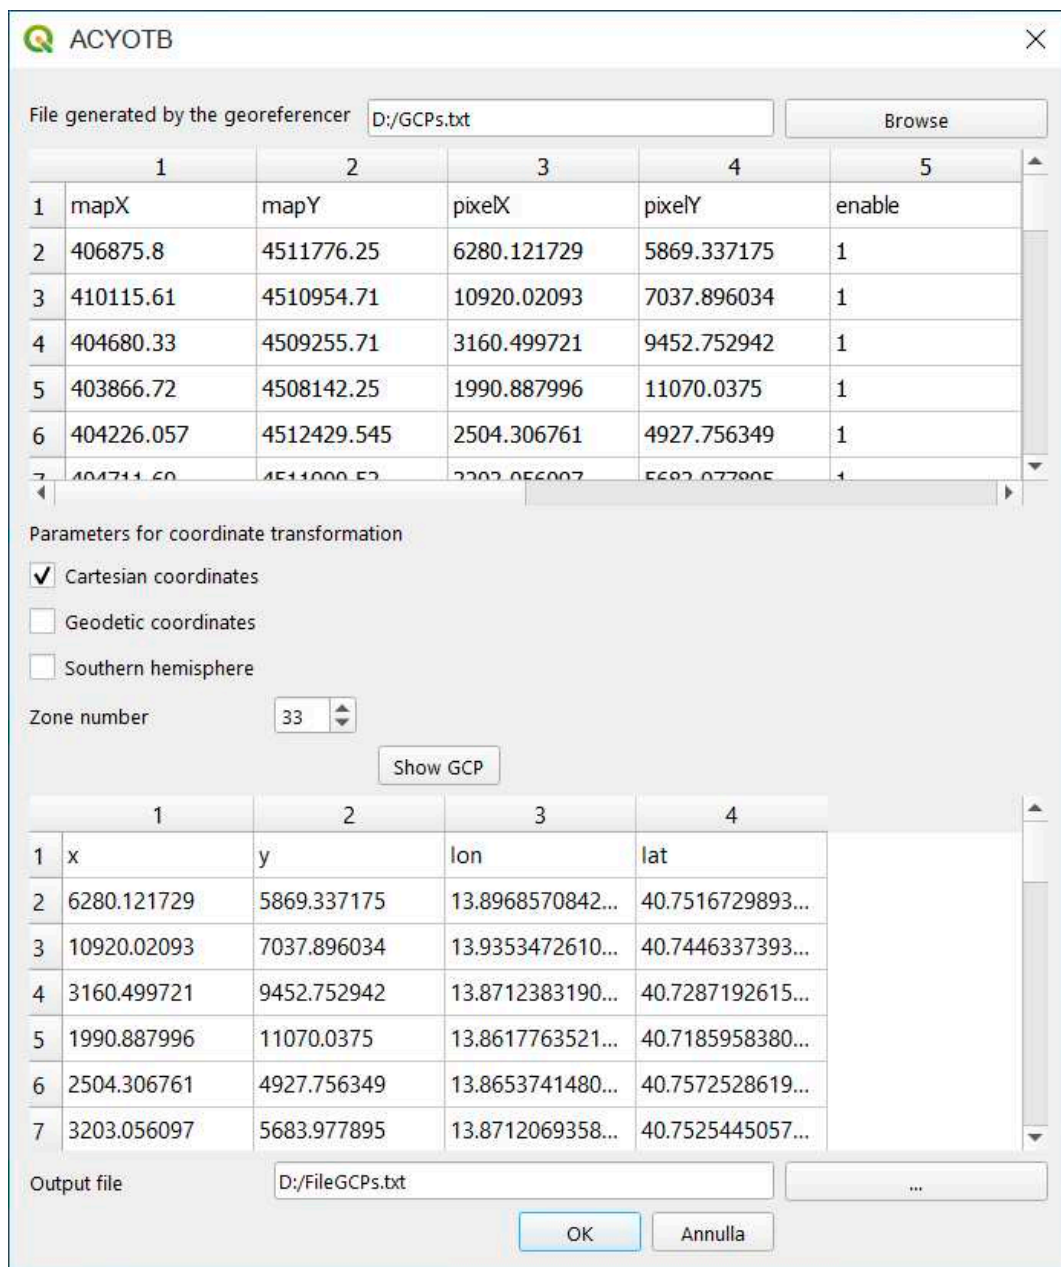 ACYOTB
File generated by the georeferencer D:/GCPs.txt Browse
1 2 3 4 5
1 mapX mapY pixelX pixelY enable
2 406875.8 4511776.25 6280.121729 5869.337175 1
3 410115.61 4510954.71 10920.02093 7037.896034 1
4 404680.33 4509255.71 3160.499721 9452.752942 1
5 403866.72 4508142.25 1990.887996 11070.0375 1
6 404226.057 4512429.545 2504.306761 4927.756349 1
7
Parameters for coordinate transformation
Cartesian coordinates
Geodetic coordinates
Southern hemisphere
Zone number 33
Show GCP
1 2 3 4
1 x y lon lat
2 6280.121729 5869.337175 13.8968570842... 40.7516729893...
3 10920.02093 7037.896034 13.9353472610... 40.7446337393...
4 3160.499721 9452.752942 13.8712383190... 40.7287192615...
5 1990.887996 11070.0375 13.8617763521... 40.7185958380...
6 2504.306761 4927.756349 13.8653741480... 40.7572528619...
7 3203.056097 5683.977895 13.8712069358... 40.7525445057...
Output file D:/FileGCPs.txt ...
OK Annulla